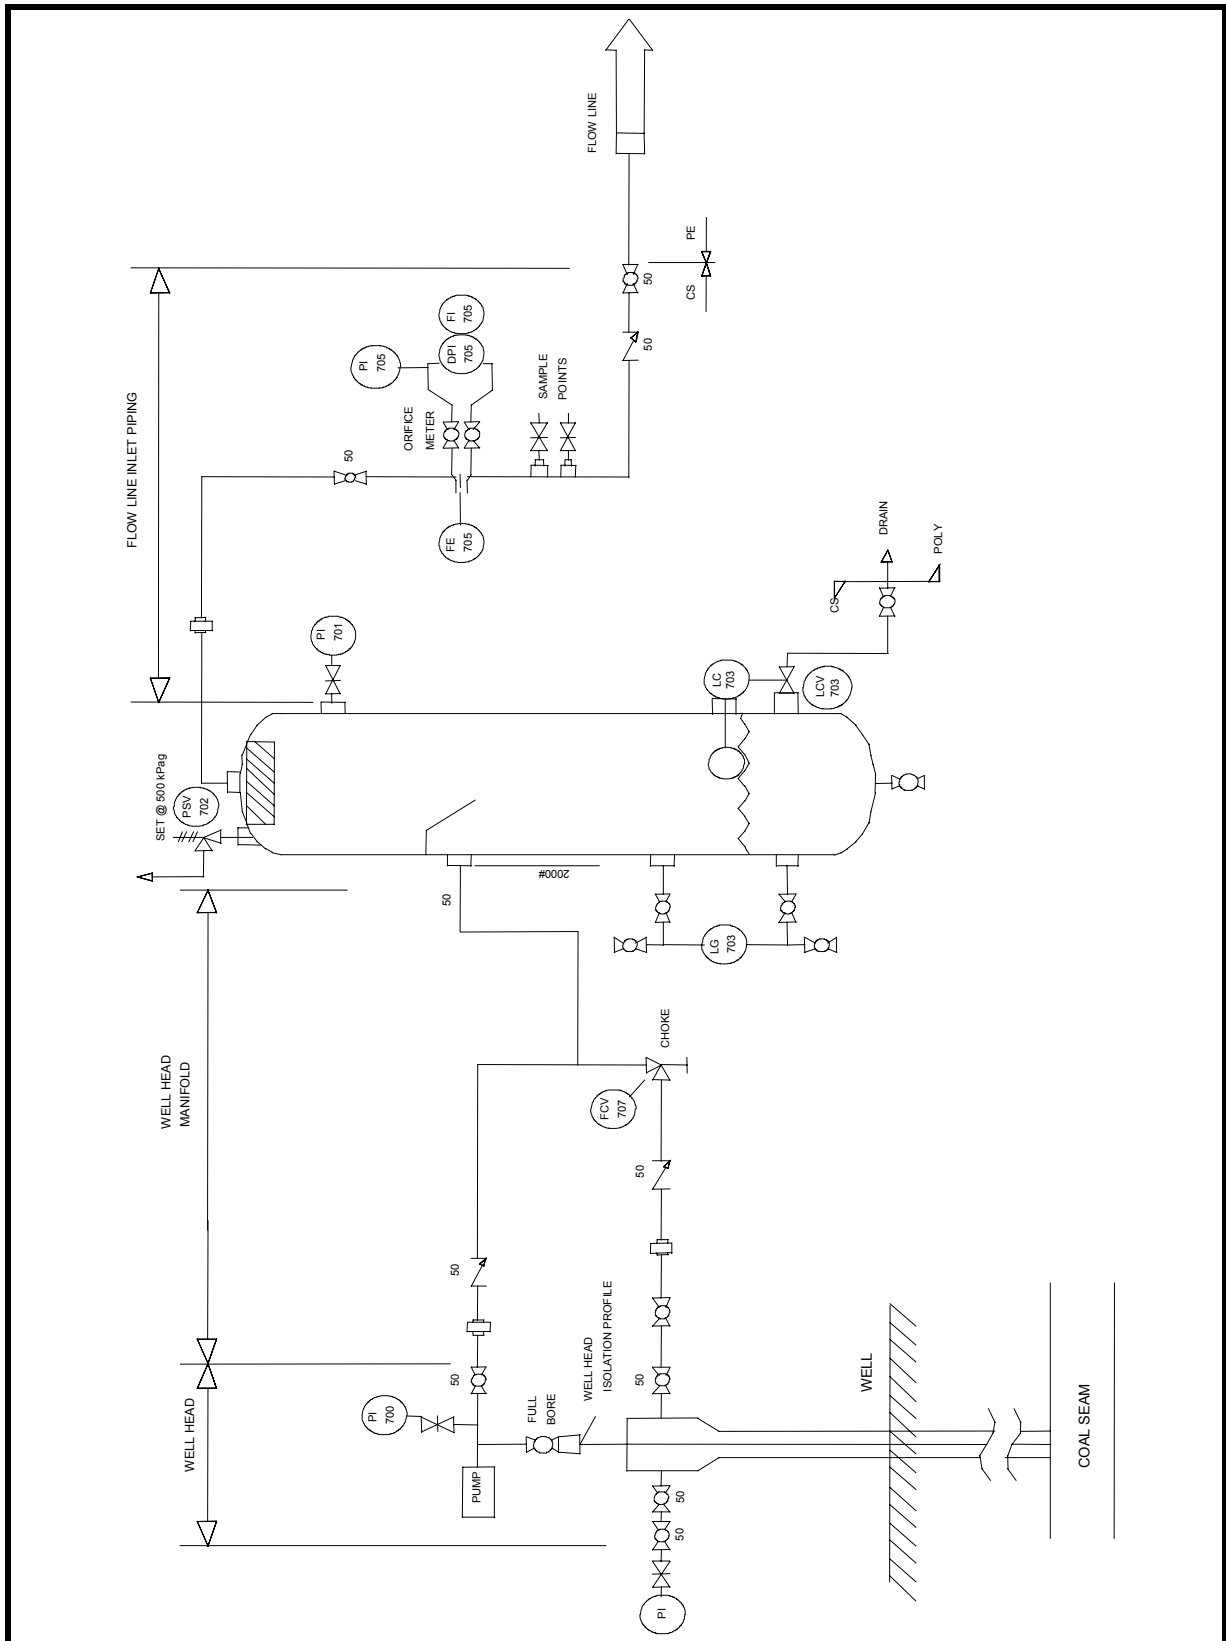 FLOW LINE
FLOW LINE INLET PIPING
PE
CS
50
50
FI
705
DPI
705
PI
705
ORIFICE
METER
SAMPLE
POINTS
50
FE
705
DRAIN
POLY
CS
PI
701
LC
703
LCV
703
SET @ 500 kPag
PSV
702
2000#
50
LG
703
WELL HEAD
MANIFOLD
CHOKE
FCV
707
50
50
WELL HEAD
ISOLATION PROFILE
50
50
WELL HEAD
PI
700
FULL
BORE
PUMP
50
50
PI
WELL
COAL SEAM